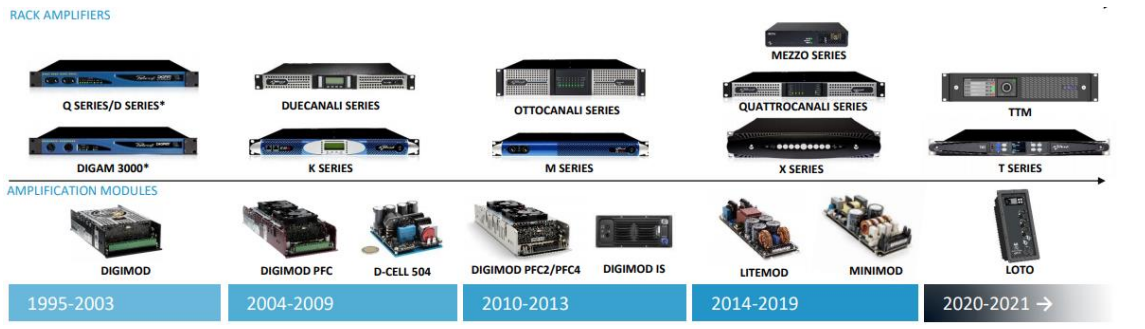 RACK AMPLIFIERS
MEZZO SERIES
Q SERIES/D SERIES*
DUECANALI SERIES
OTTOCANALI SERIES
QUATTROCANALI SERIES
TTM
DIGAM 3000*
K SERIES
M SERIES
X SERIES
T SERIES
AMPLIFICATION MODULES
DIGIMOD
DIGIMOD PFC
D-CELL 504
DIGIMOD PFC2/PFC4
DIGIMOD IS
LITEMOD
MINIMOD
LOTO
1995-2003
2004-2009
2010-2013
2014-2019
2020-2021 →